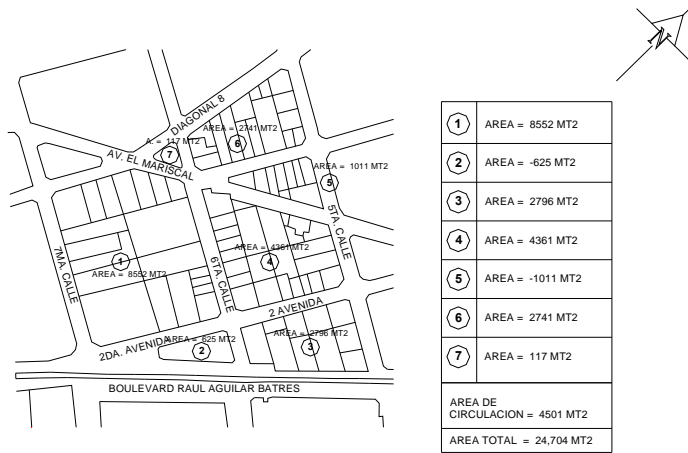 N
DIAGONAL 8
AREA = 2741 MT2
6
A. = 117 MT2
7
AV. EL MARISCAL
AREA = 1011 MT2
5
5TA. CALLE
7MA. CALLE
6TA. CALLE
AREA = 4361 MT2
4
1
AREA = 8552 MT2
2 AVENIDA
2DA. AVENIDA
AREA = 625 MT2
2
AREA = 2796 MT2
3
BOULEVARD RAUL AGUILAR BATRES
1 AREA = 8552 MT2
2 AREA = -625 MT2
3 AREA = 2796 MT2
4 AREA = 4361 MT2
5 AREA = -1011 MT2
6 AREA = 2741 MT2
7 AREA = 117 MT2
AREA DE
CIRCULACION = 4501 MT2
AREA TOTAL = 24,704 MT2